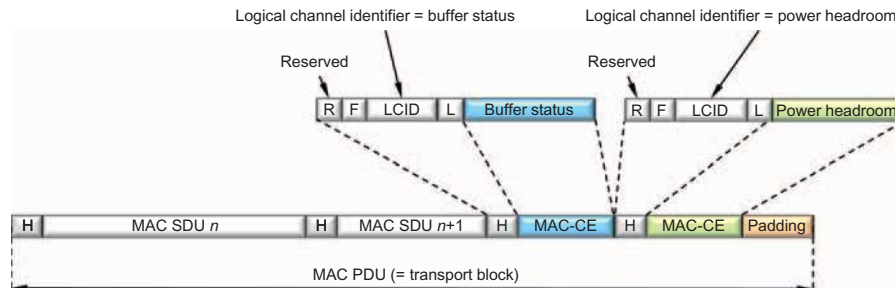 Logical channel identifier = buffer status
Logical channel identifier = power headroom
Reserved
Reserved
R F LCID L Buffer status
R F LCID L Power headroom
H MAC SDU n H MAC SDU n+1 H MAC-CE H MAC-CE Padding
MAC PDU (= transport block)